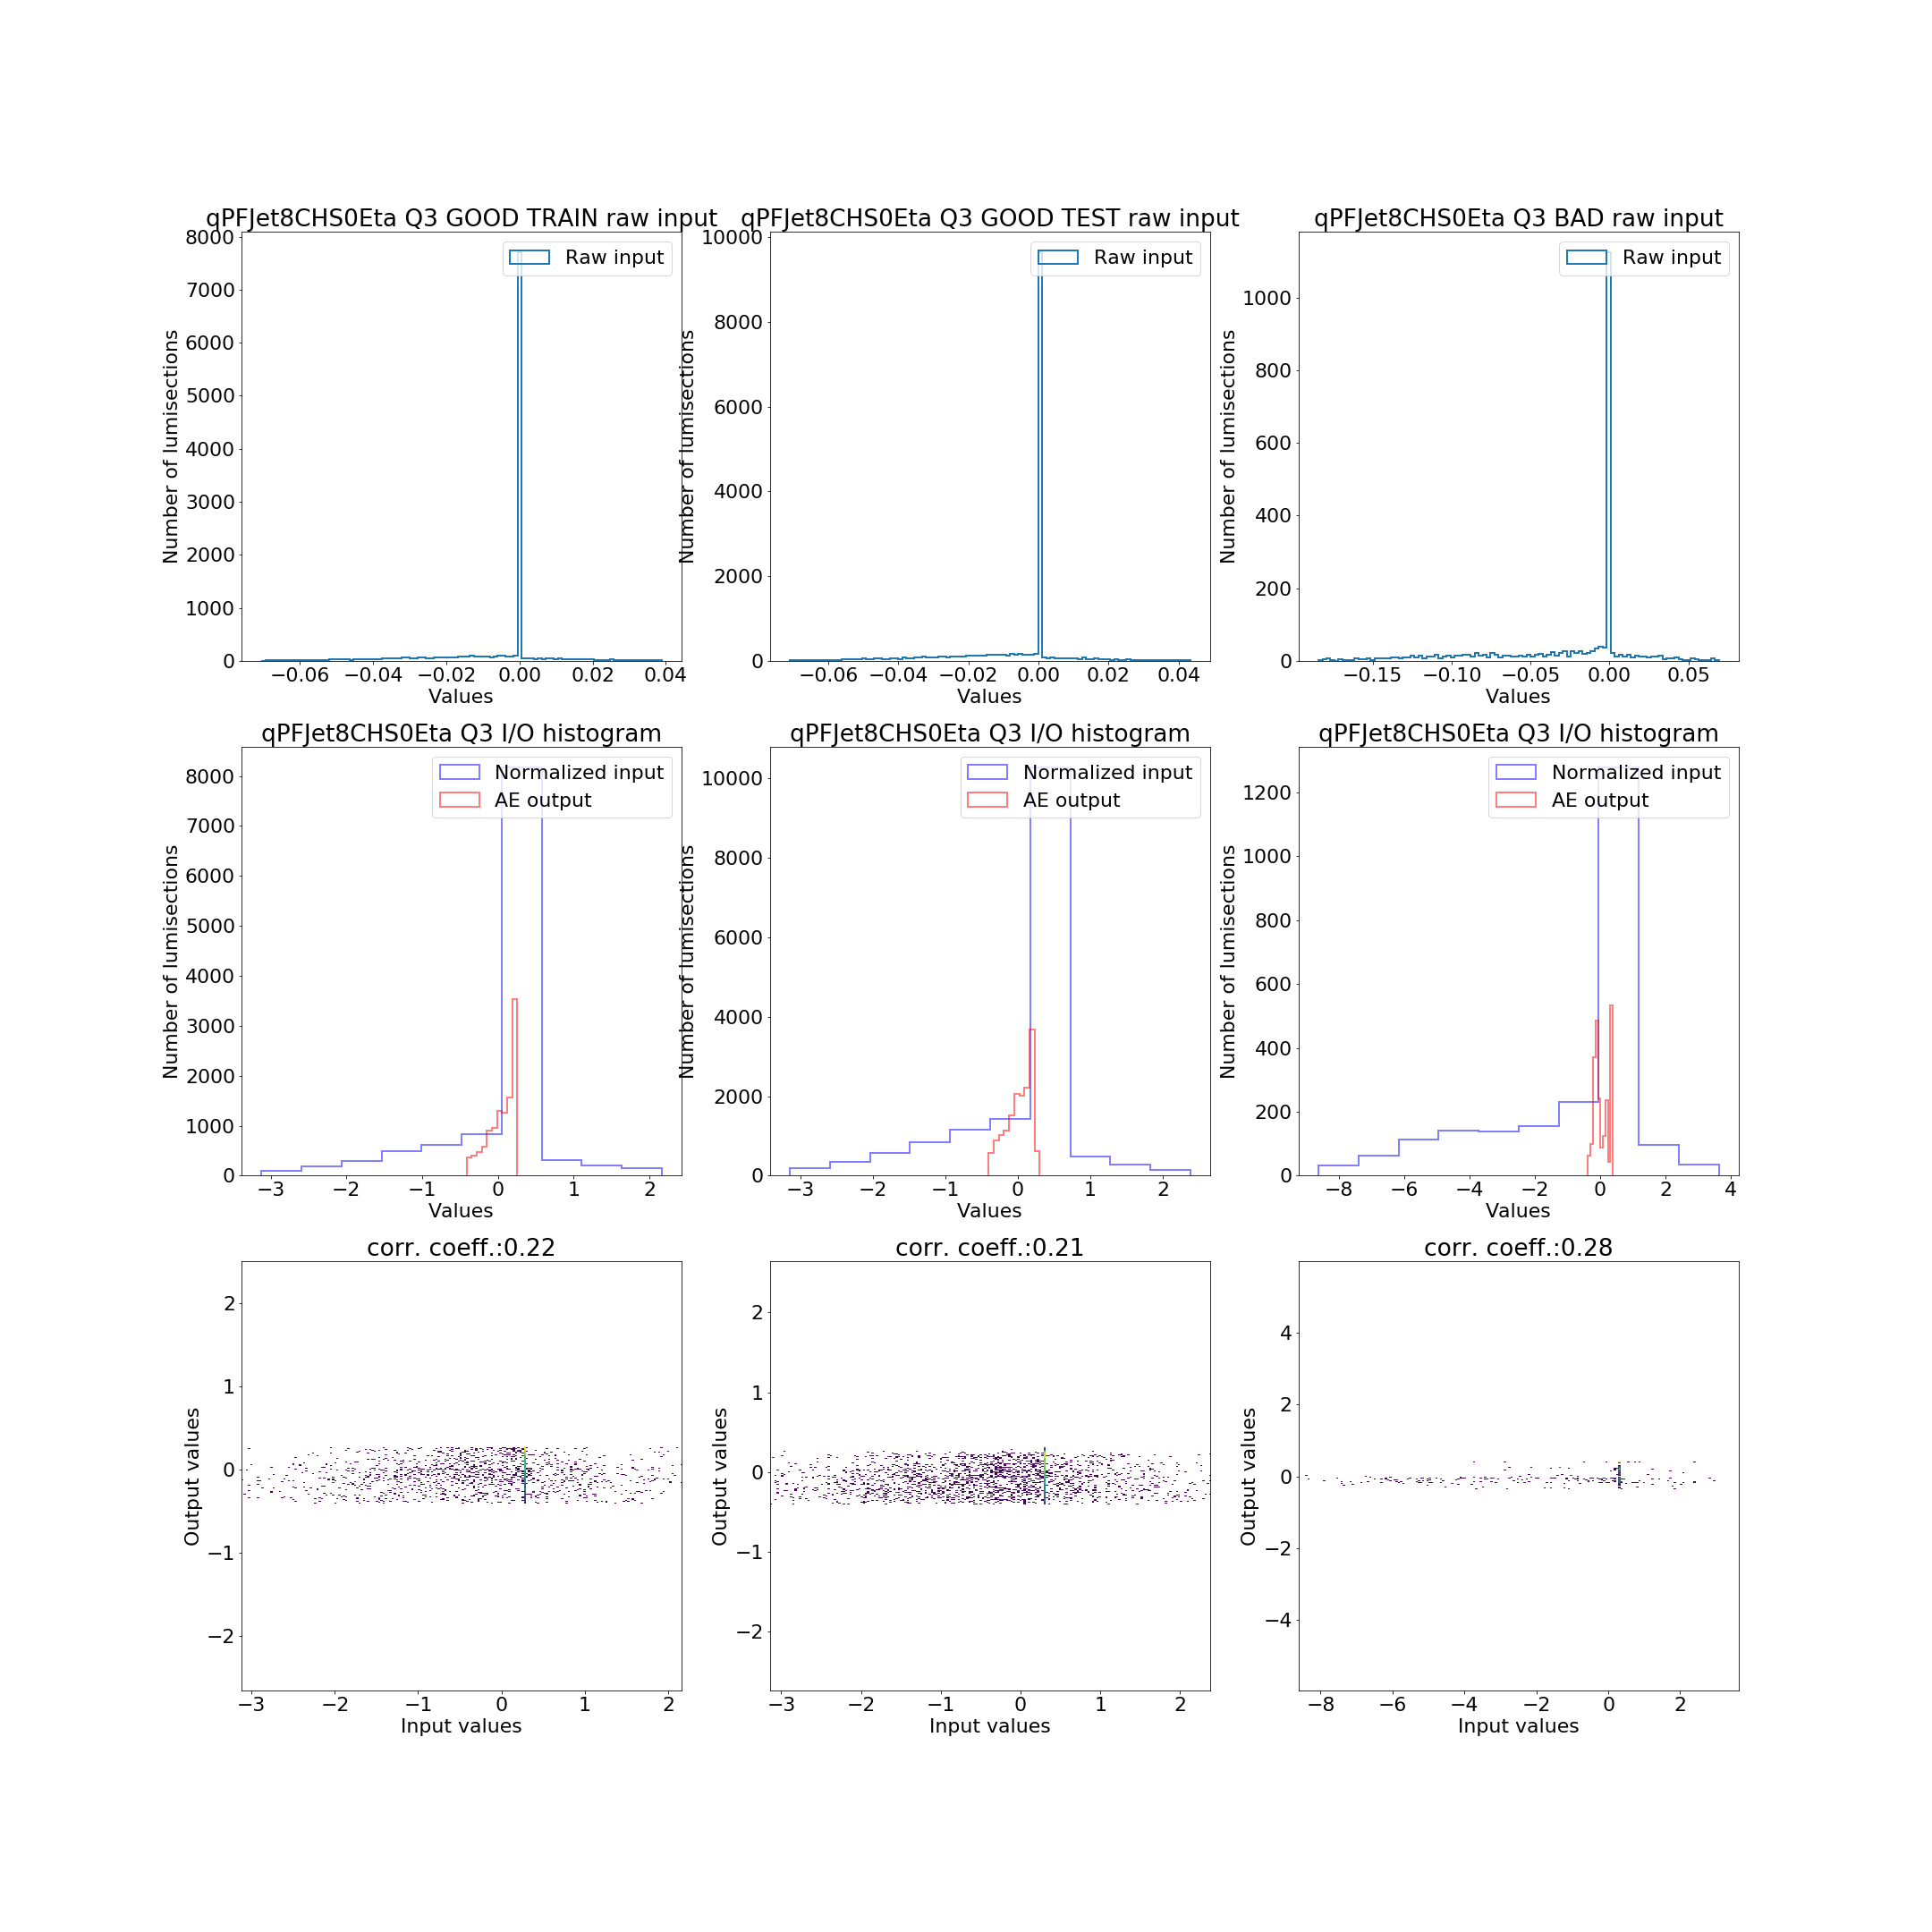 qPFJet8CHS0Eta Q3 GOOD TRAIN raw input
8000
7000
6000
5000
4000
3000
2000
1000
0
Number of lumisections
Raw input
−0.06 −0.04 −0.02 0.00 0.02 0.04
Values
qPFJet8CHS0Eta Q3 GOOD TEST raw input
10000
8000
6000
4000
2000
0
Number of lumisections
Raw input
−0.06 −0.04 −0.02 0.00 0.02 0.04
Values
qPFJet8CHS0Eta Q3 BAD raw input
1000
800
600
400
200
0
Number of lumisections
Raw input
−0.15 −0.10 −0.05 0.00 0.05
Values
qPFJet8CHS0Eta Q3 I/O histogram
8000
7000
6000
5000
4000
3000
2000
1000
0
Number of lumisections
Normalized input
AE output
−3 −2 −1 0 1 2
Values
qPFJet8CHS0Eta Q3 I/O histogram
10000
8000
6000
4000
2000
0
Number of lumisections
Normalized input
AE output
−3 −2 −1 0 1 2
Values
qPFJet8CHS0Eta Q3 I/O histogram
1200
1000
800
600
400
200
0
Number of lumisections
Normalized input
AE output
−8 −6 −4 −2 0 2 4
Values
corr. coeff.:0.22
2
1
0
−1
−2
Output values
−3 −2 −1 0 1 2
Input values
corr. coeff.:0.21
2
1
0
−1
−2
Output values
−3 −2 −1 0 1 2
Input values
corr. coeff.:0.28
4
2
0
−2
−4
Output values
−8 −6 −4 −2 0 2
Input values